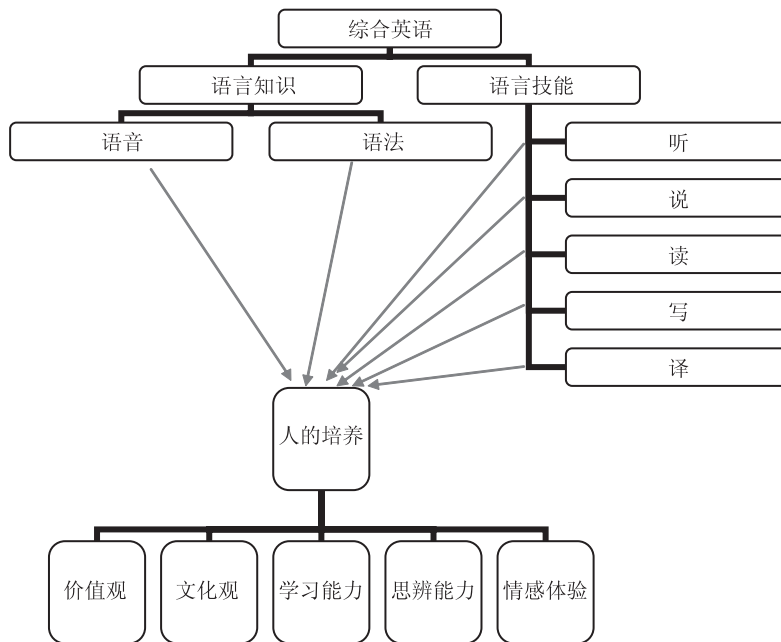 综合英语
语言知识
语言技能
语音
语法
听
说
读
写
译
人的培养
价值观
文化观
学习能力
思辨能力
情感体验